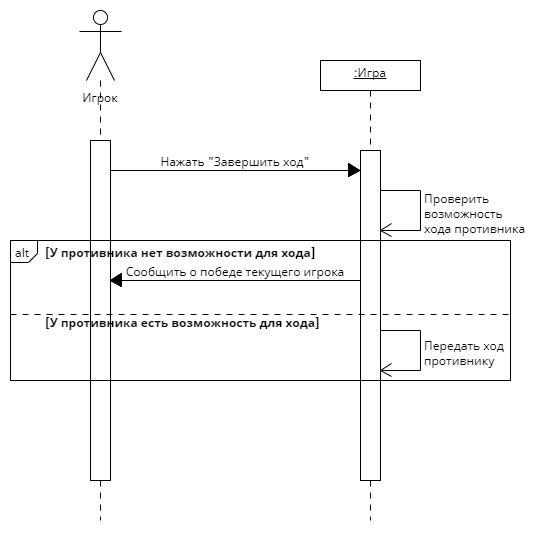 Игрок
:Игра
Нажать "Завершить ход"
Проверить
возможность
хода противника
alt
[У противника нет возможности для хода]
Сообщить о победе текущего игрока
[У противника есть возможность для хода]
Передать ход
противнику